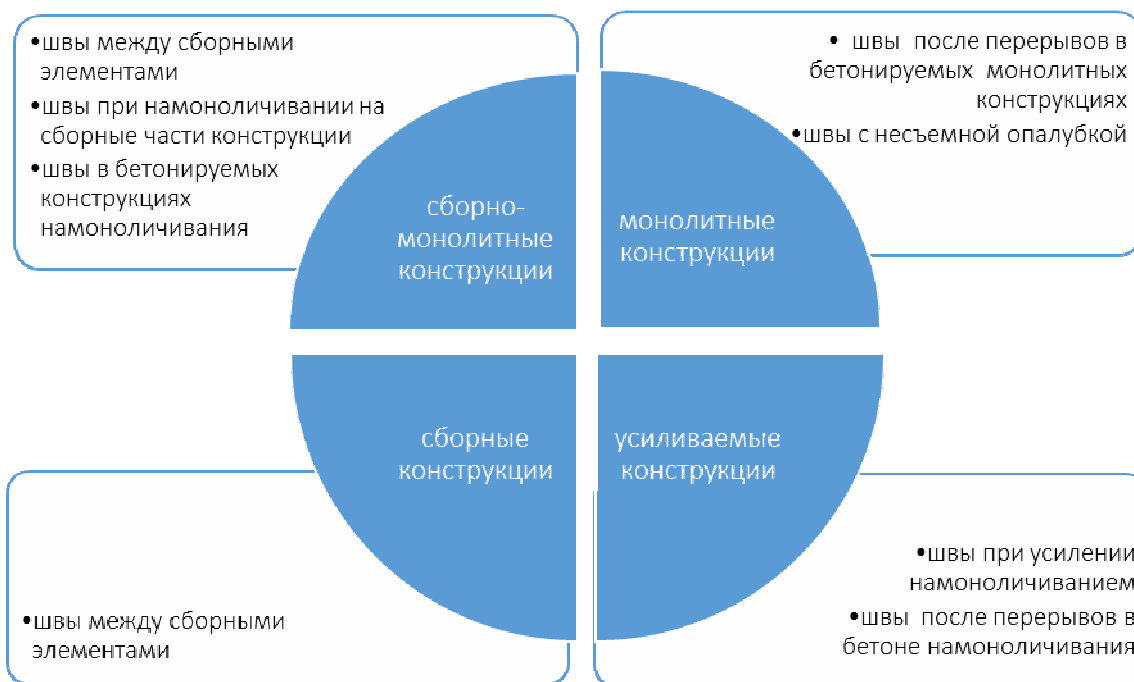 •швы между сборными
элементами
•швы при намоноличивании на
сборные части конструкции
•швы в бетонируемых
конструкциях
намоноличивания
• швы после перерывов в
бетонируемых монолитных
конструкциях
•швы с несъемной опалубкой
сборно-
монолитные
конструкции
монолитные
конструкции
сборные
конструкции
усиливаемые
конструкции
•швы между сборными
элементами
•швы при усилении
намоноличиванием
•швы после перерывов в
бетоне намоноличивания